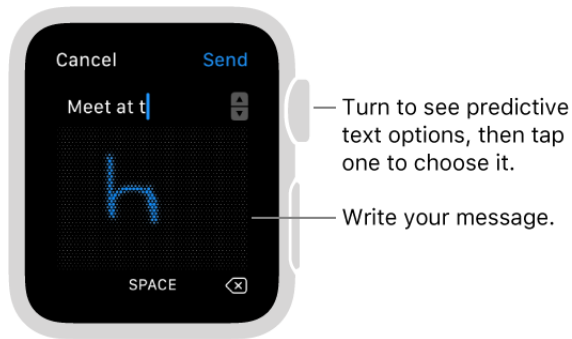 Cancel Send
Meet at t
h
SPACE
Turn to see predictive
text options, then tap
one to choose it.
Write your message.